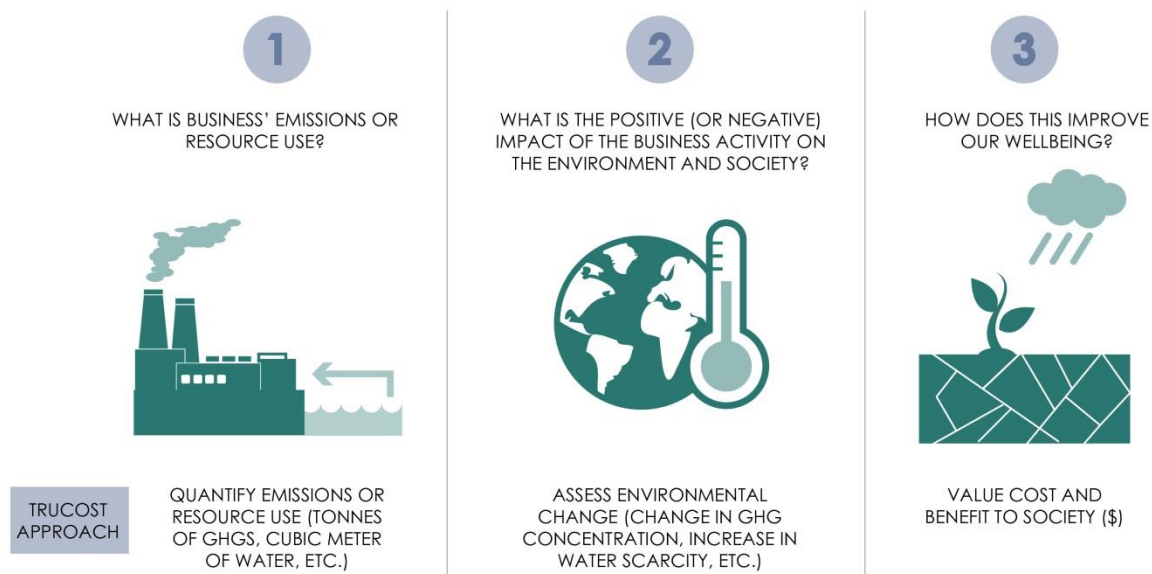 1
WHAT IS BUSINESS' EMISSIONS OR
RESOURCE USE?
TRUCOST
APPROACH
QUANTIFY EMISSIONS OR
RESOURCE USE (TONNES
OF GHGS, CUBIC METER
OF WATER, ETC.)
2
WHAT IS THE POSITIVE (OR NEGATIVE)
IMPACT OF THE BUSINESS ACTIVITY ON
THE ENVIRONMENT AND SOCIETY?
ASSESS ENVIRONMENTAL
CHANGE (CHANGE IN GHG
CONCENTRATION, INCREASE IN
WATER SCARCITY, ETC.)
3
HOW DOES THIS IMPROVE
OUR WELLBEING?
VALUE COST AND
BENEFIT TO SOCIETY ($)